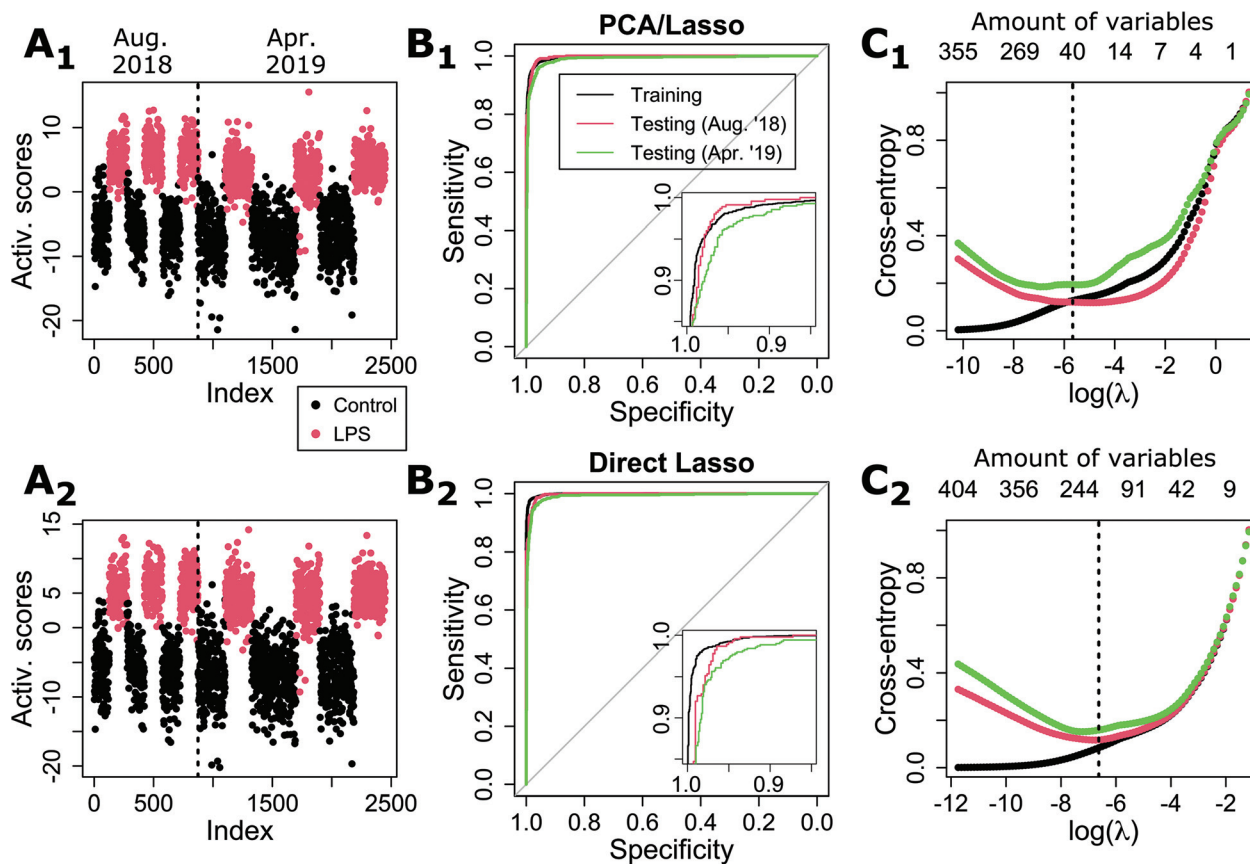 A1
Aug. 2018
Apr. 2019
Activ. scores
10
0
-10
-20
0 500 1500 2500
Index
Control
LPS
B1
PCA/Lasso
Sensitivity
1.0
0.8
0.6
0.4
0.2
0.0
Training
Testing (Aug. '18)
Testing (Apr. '19)
1.0
0.9
1.0 0.9
1.0 0.8 0.6 0.4 0.2 0.0
Specificity
C1
Amount of variables
355 269 40 14 7 4 1
Cross-entropy
0.8
0.4
0.0
-10 -8 -6 -4 -2 0
log(λ)
A2
Activ. scores
15
5
0
-10
-20
0 500 1500 2500
Index
B2
Direct Lasso
Sensitivity
1.0
0.8
0.6
0.4
0.2
0.0
1.0
0.9
1.0 0.9
1.0 0.8 0.6 0.4 0.2 0.0
Specificity
C2
Amount of variables
404 356 244 91 42 9
Cross-entropy
0.8
0.4
0.0
-12 -10 -8 -6 -4 -2
log(λ)